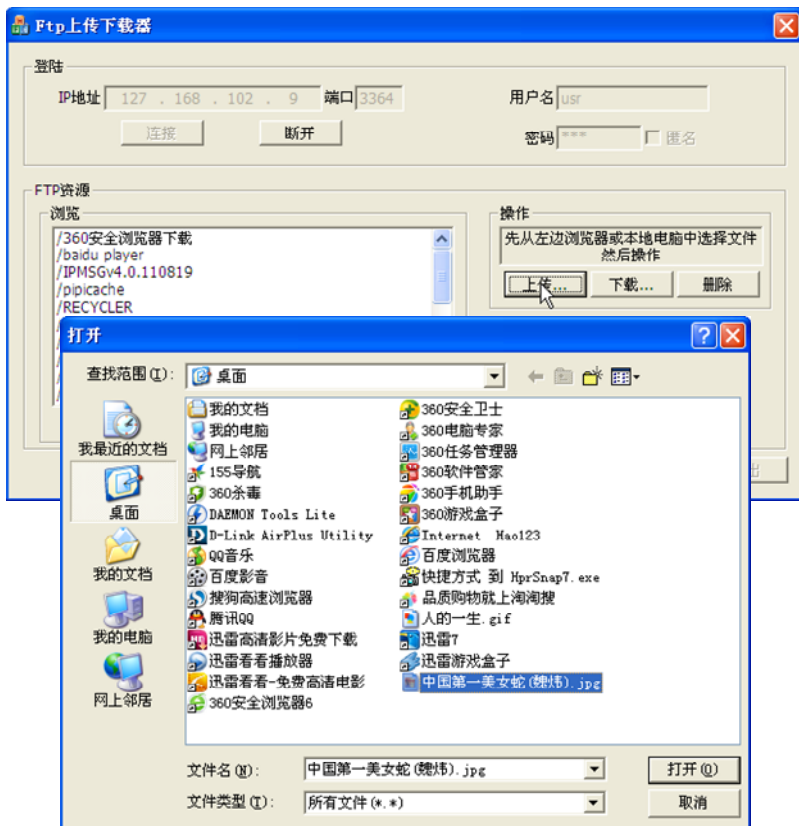 Ftp上传下载器
登陆
IP地址 127 . 168 . 102 . 9 端口 3364 用户名 usr
连接 断开 密码 *** 匿名
FTP资源
浏览
/360安全浏览器下载
/baidu player
/IPMSGv4.0.110819
/pipicache
/RECYCLER
操作
先从左边浏览器或本地电脑中选择文件
然后操作
上传... 下载... 删除
打开
查找范围(I): 桌面
我最近的文档
桌面
我的文档
我的电脑
网上邻居
我的文档
我的电脑
网上邻居
155导航
360杀毒
DAEMON Tools Lite
D-Link AirPlus Utility
QQ音乐
百度影音
搜狗高速浏览器
腾讯QQ
迅雷高清影片免费下载
迅雷看看播放器
迅雷看看-免费高清电影
360安全浏览器6
360安全卫士
360电脑专家
360任务管理器
360软件管家
360手机助手
360游戏盒子
Internet Hao123
百度浏览器
快捷方式 到 HprSnap7.exe
品质购物就上淘淘搜
人的一生.gif
迅雷7
迅雷游戏盒子
中国第一美女蛇(魏炜).jpg
文件名(N): 中国第一美女蛇(魏炜).jpg 打开(O)
文件类型(T): 所有文件(*.*) 取消